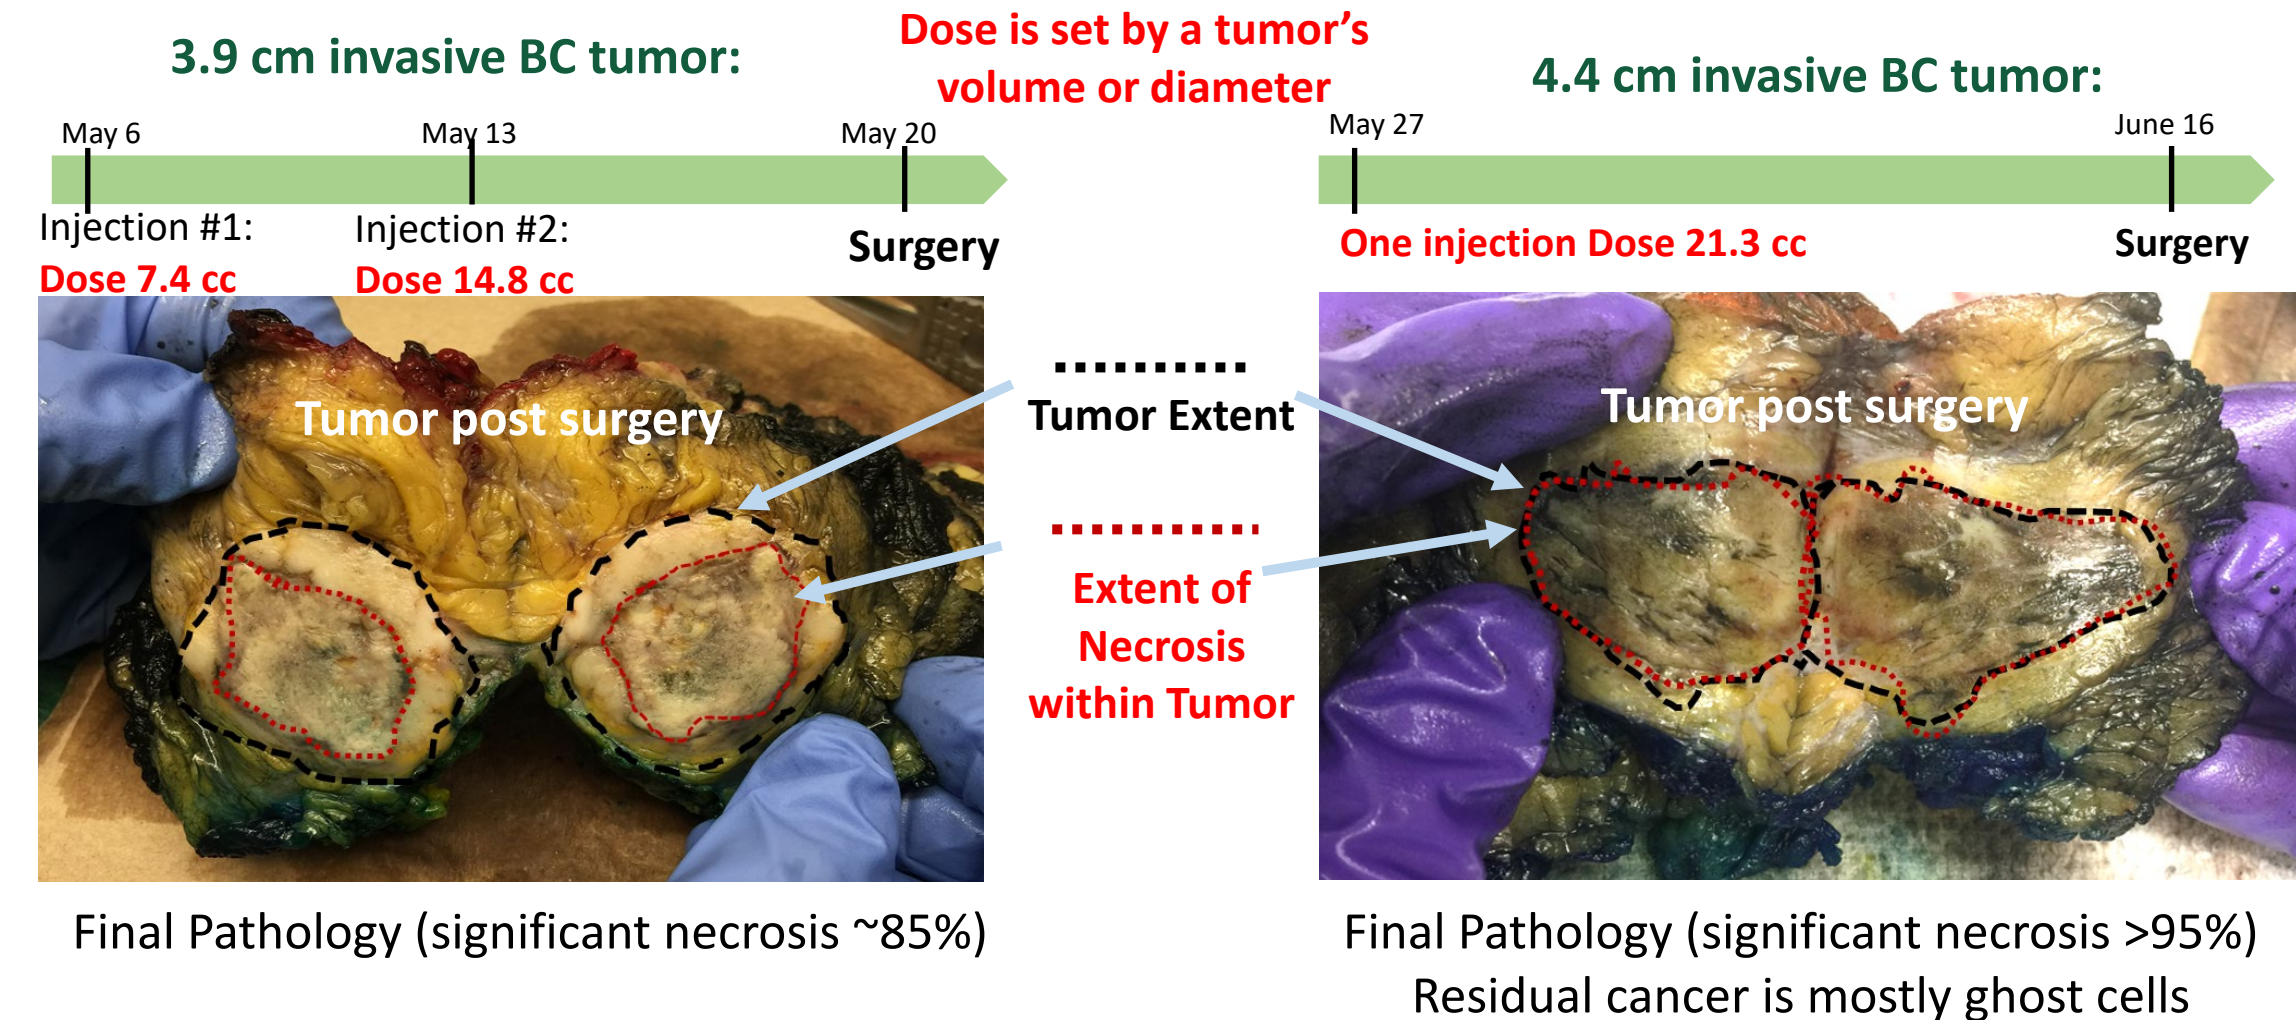 3.9 cm invasive BC tumor:
May 6
May 13
May 20
Injection #1:
Dose 7.4 cc
Injection #2:
Dose 14.8 cc
Surgery
Tumor post surgery
Final Pathology (significant necrosis ~85%)
Dose is set by a tumor’s
volume or diameter
Tumor Extent
Extent of
Necrosis
within Tumor
4.4 cm invasive BC tumor:
May 27
June 16
One injection Dose 21.3 cc
Surgery
Tumor post surgery
Final Pathology (significant necrosis >95%)
Residual cancer is mostly ghost cells